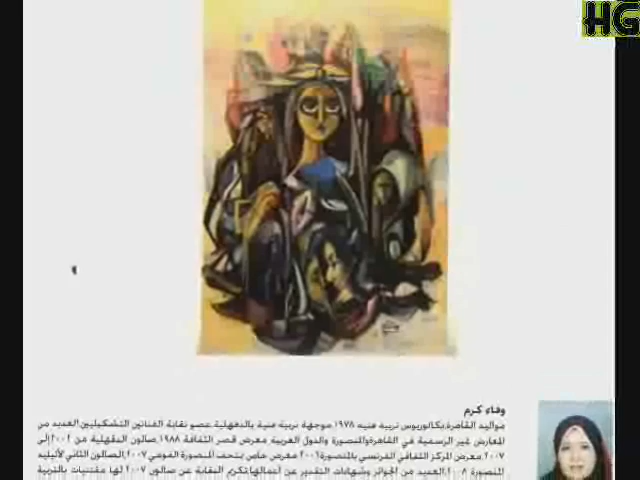 HG
وفاء كرم
مواليد القاهرة بكالوريوس تربية فنية ١٩٧٨ موجهة تربية فنية بالدقهلية عضو نقابة الفنانين التشكيليين العديد من
المعارض غير الرسمية في القاهرة والمنصورة والدول العربية معرض قصر الثقافة ١٩٨٨ صالون الدقهلية من ٢٠٠٢ إلى
٢٠٠٧ معرض المركز الثقافي الفرنسي بالمنصورة ٢٠٠٦ معرض خاص بمتحف المنصورة القومي ٢٠٠٧ الصالون الثاني لأتيليه
المنصورة ٢٠٠٨ العديد من الجوائز وشهادات التقدير عن أعمالها تكريم النقابة عن صالون ٢٠٠٧ لها مقتنيات بالتربية